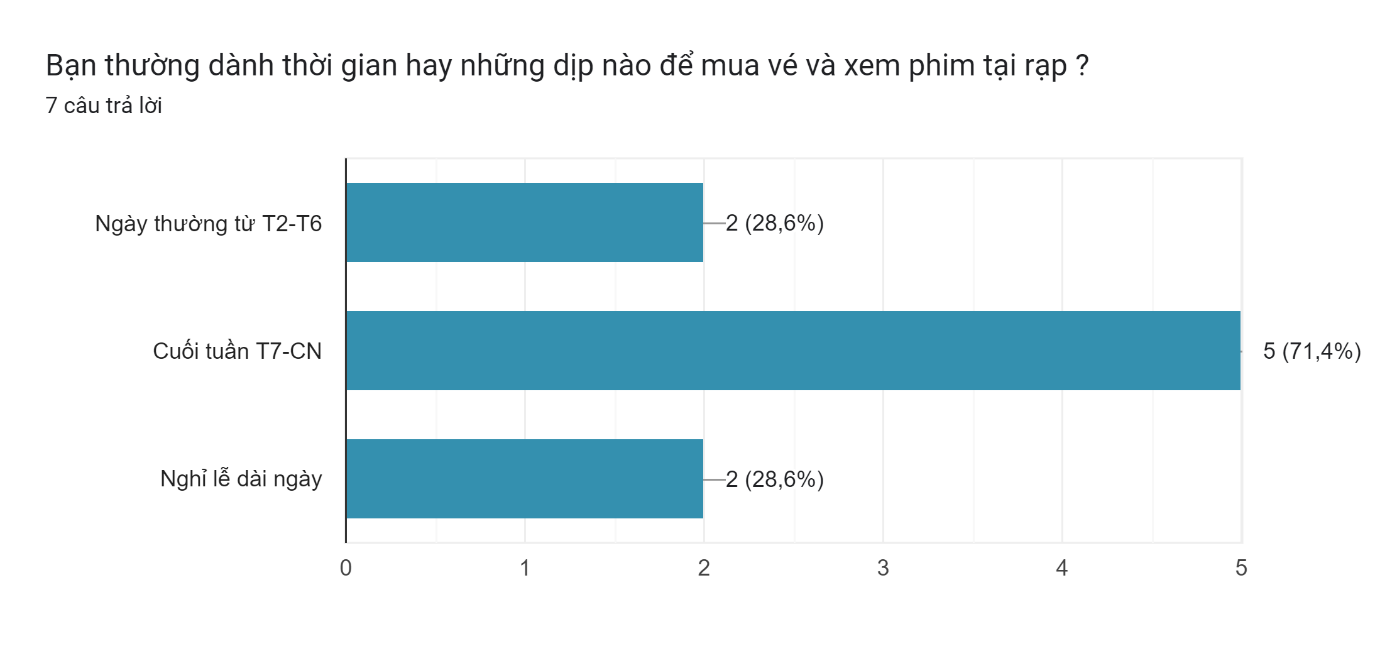 Bạn thường dành thời gian hay những dịp nào để mua vé và xem phim tại rạp ?
7 câu trả lời
Ngày thường từ T2-T6
2 (28,6%)
Cuối tuần T7-CN
5 (71,4%)
Nghỉ lễ dài ngày
2 (28,6%)
0 1 2 3 4 5